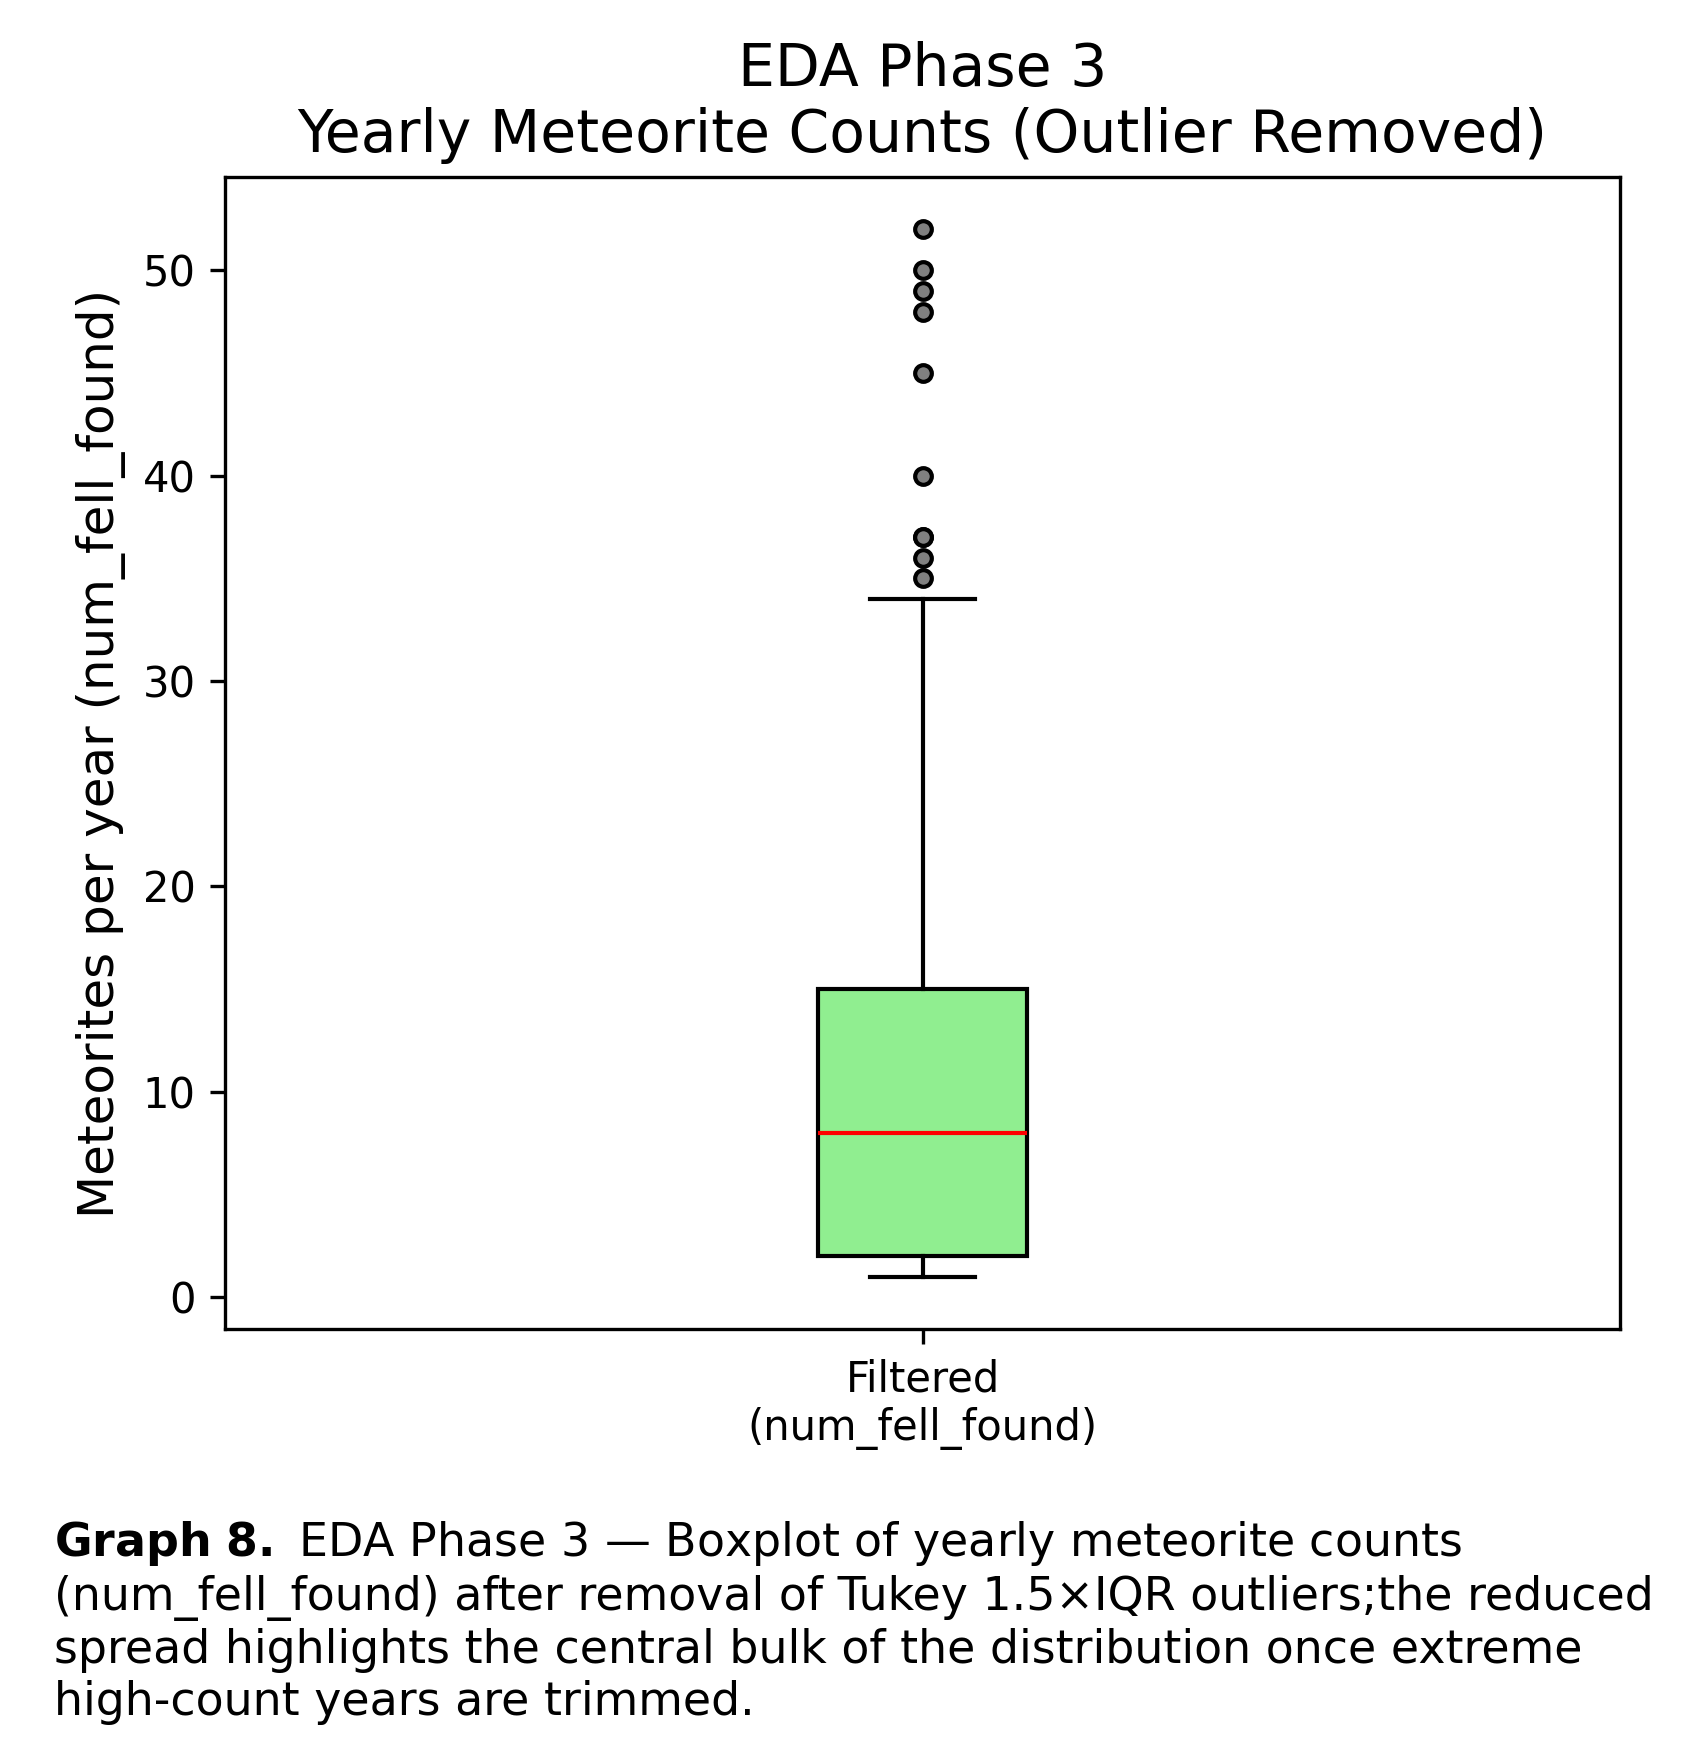 EDA Phase 3
Yearly Meteorite Counts (Outlier Removed)
Meteorites per year (num_fell_found)
50
40
30
20
10
0
Filtered
(num_fell_found)
Graph 8. EDA Phase 3 — Boxplot of yearly meteorite counts
(num_fell_found) after removal of Tukey 1.5×IQR outliers;the reduced
spread highlights the central bulk of the distribution once extreme
high-count years are trimmed.